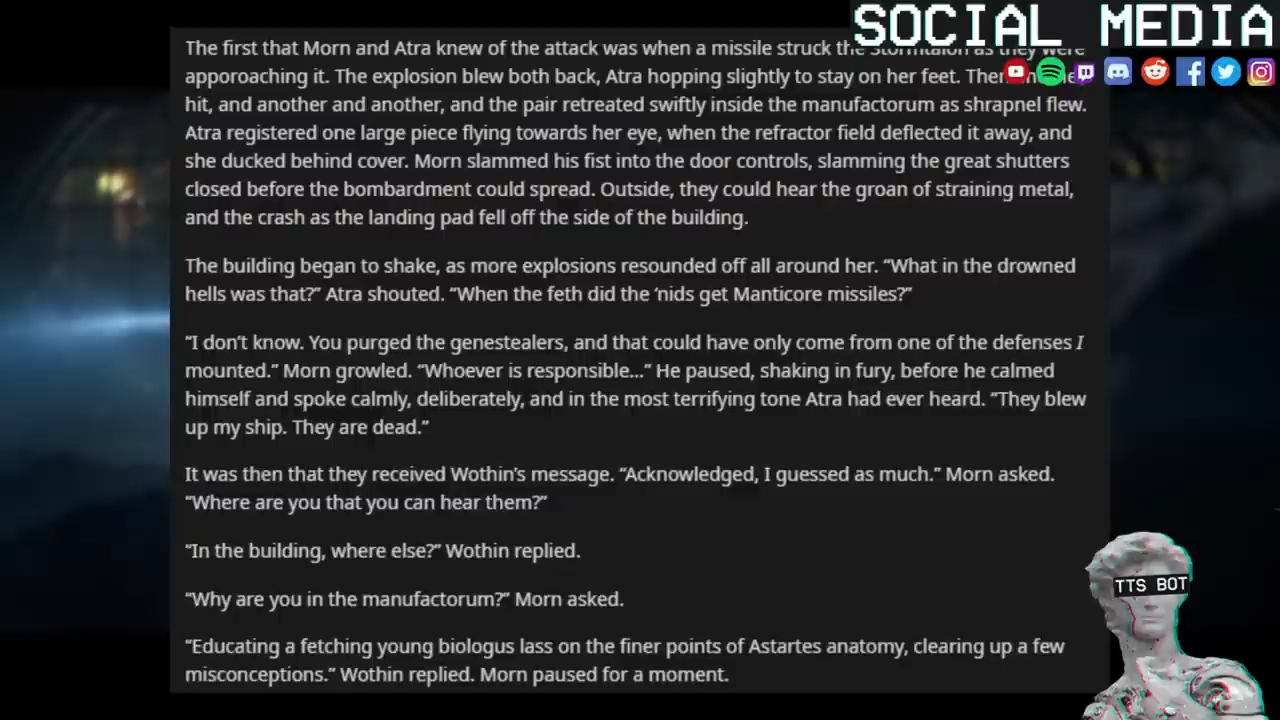 SOCIAL MEDIA
The first that Morn and Atra knew of the attack was when a missile struck the Stormtalon as they were
apporoaching it. The explosion blew both back, Atra hopping slightly to stay on her feet. Then
hit, and another and another, and the pair retreated swiftly inside the manufactorum as shrapnel flew.
Atra registered one large piece flying towards her eye, when the refractor field deflected it away, and
she ducked behind cover. Morn slammed his fist into the door controls, slamming the great shutters
closed before the bombardment could spread. Outside, they could hear the groan of straining metal,
and the crash as the landing pad fell off the side of the building.
The building began to shake, as more explosions resounded off all around her. “What in the drowned
hells was that?” Atra shouted. “When the feth did the ‘nids get Manticore missiles?”
“I don’t know. You purged the genestealers, and that could have only come from one of the defenses I
mounted.” Morn growled. “Whoever is responsible...” He paused, shaking in fury, before he calmed
himself and spoke calmly, deliberately, and in the most terrifying tone Atra had ever heard. “They blew
up my ship. They are dead.”
It was then that they received Wothin’s message. “Acknowledged, I guessed as much.” Morn asked.
“Where are you that you can hear them?”
“In the building, where else?” Wothin replied.
“Why are you in the manufactorum?” Morn asked.
“Educating a fetching young biologus lass on the finer points of Astartes anatomy, clearing up a few
misconceptions.” Wothin replied. Morn paused for a moment.
TTS BOT